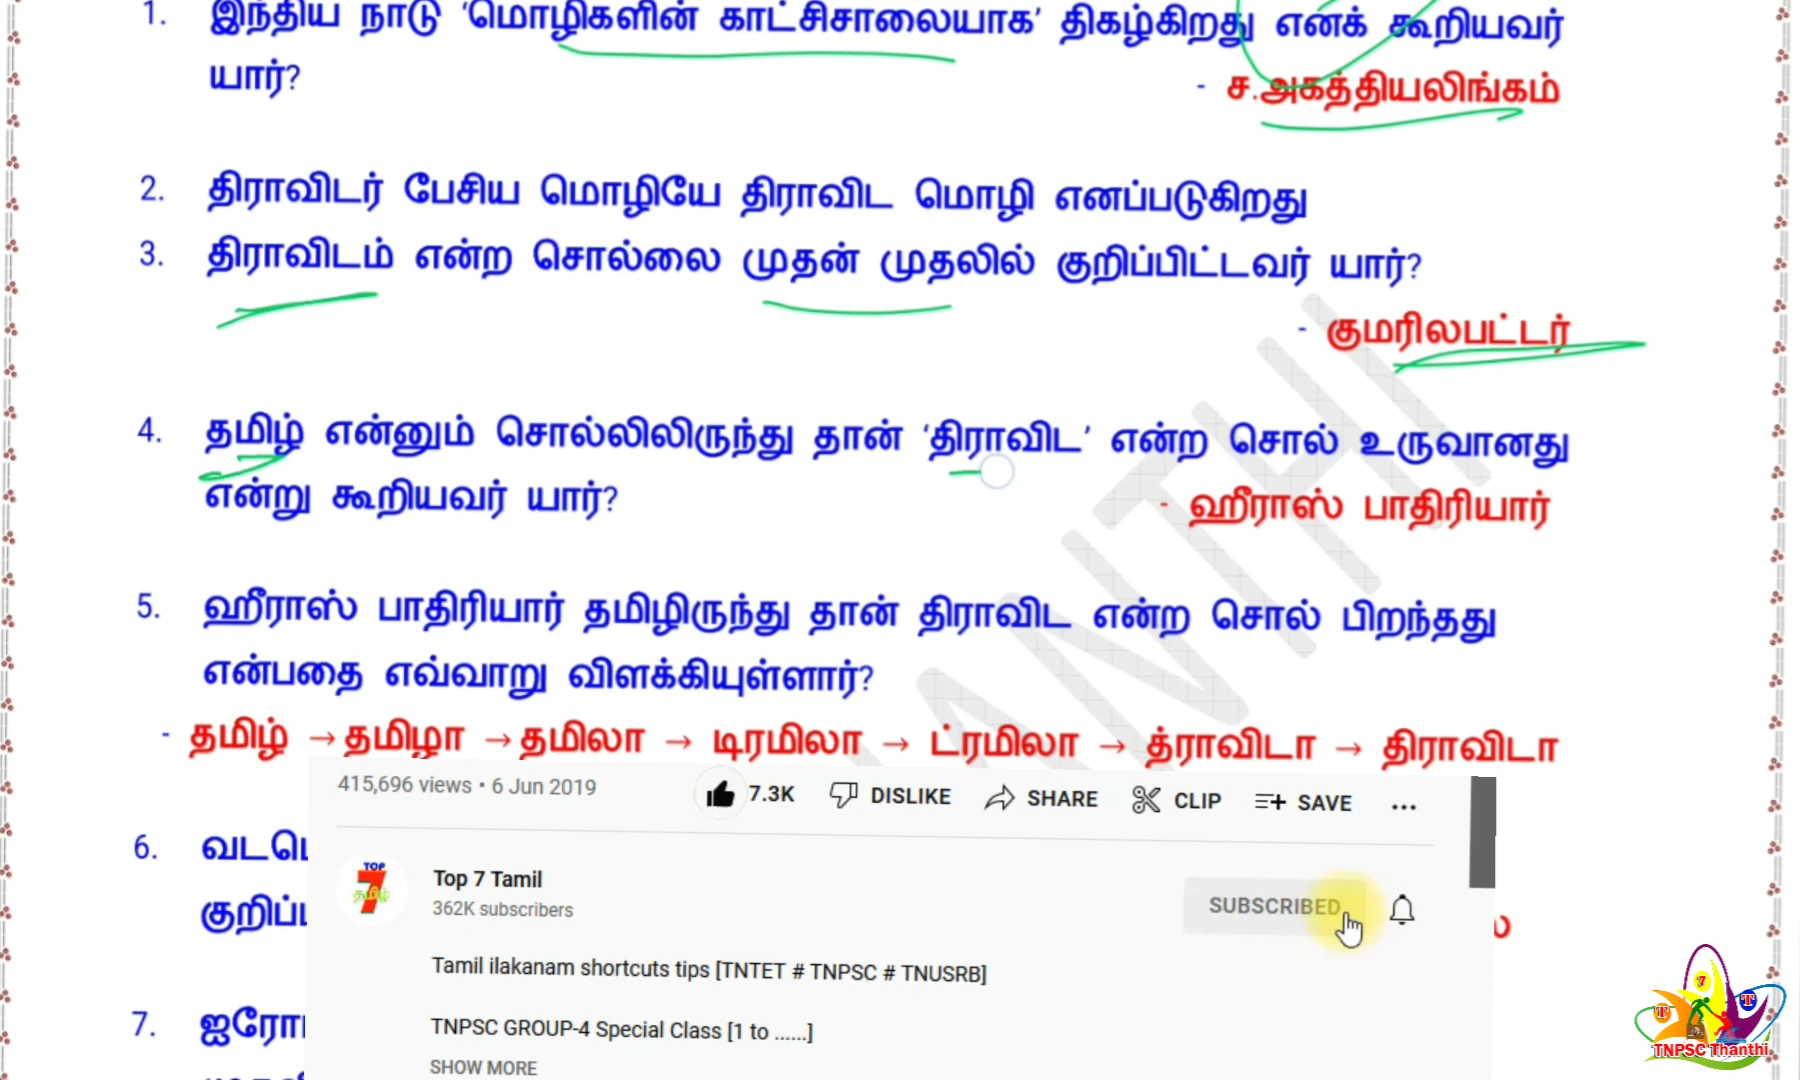 1. இந்திய நாடு ‘மொழிகளின் காட்சிசாலையாக’ திகழ்கிறது எனக் கூறியவர்
யார்? - ச.அகத்தியலிங்கம்
2. திராவிடர் பேசிய மொழியே திராவிட மொழி எனப்படுகிறது
3. திராவிடம் என்ற சொல்லை முதன் முதலில் குறிப்பிட்டவர் யார்?
- குமரிலபட்டர்
4. தமிழ் என்னும் சொல்லிலிருந்து தான் ‘திராவிட’ என்ற சொல் உருவானது
என்று கூறியவர் யார்? - ஹீராஸ் பாதிரியார்
5. ஹீராஸ் பாதிரியார் தமிழிருந்து தான் திராவிட என்ற சொல் பிறந்தது
என்பதை எவ்வாறு விளக்கியுள்ளார்?
- தமிழ் → தமிழா → தமிலா → டிரமிலா → ட்ரமிலா → த்ராவிடா → திராவிடா
415,696 views • 6 Jun 2019 7.3K DISLIKE SHARE CLIP SAVE ...
6.
TOP
7
தமிழ்
Top 7 Tamil
362K subscribers
SUBSCRIBED
Tamil ilakanam shortcuts tips [TNTET # TNPSC # TNUSRB]
7.
TNPSC GROUP-4 Special Class [1 to ......]
SHOW MORE
T 7 T
TNPSC Thanthi